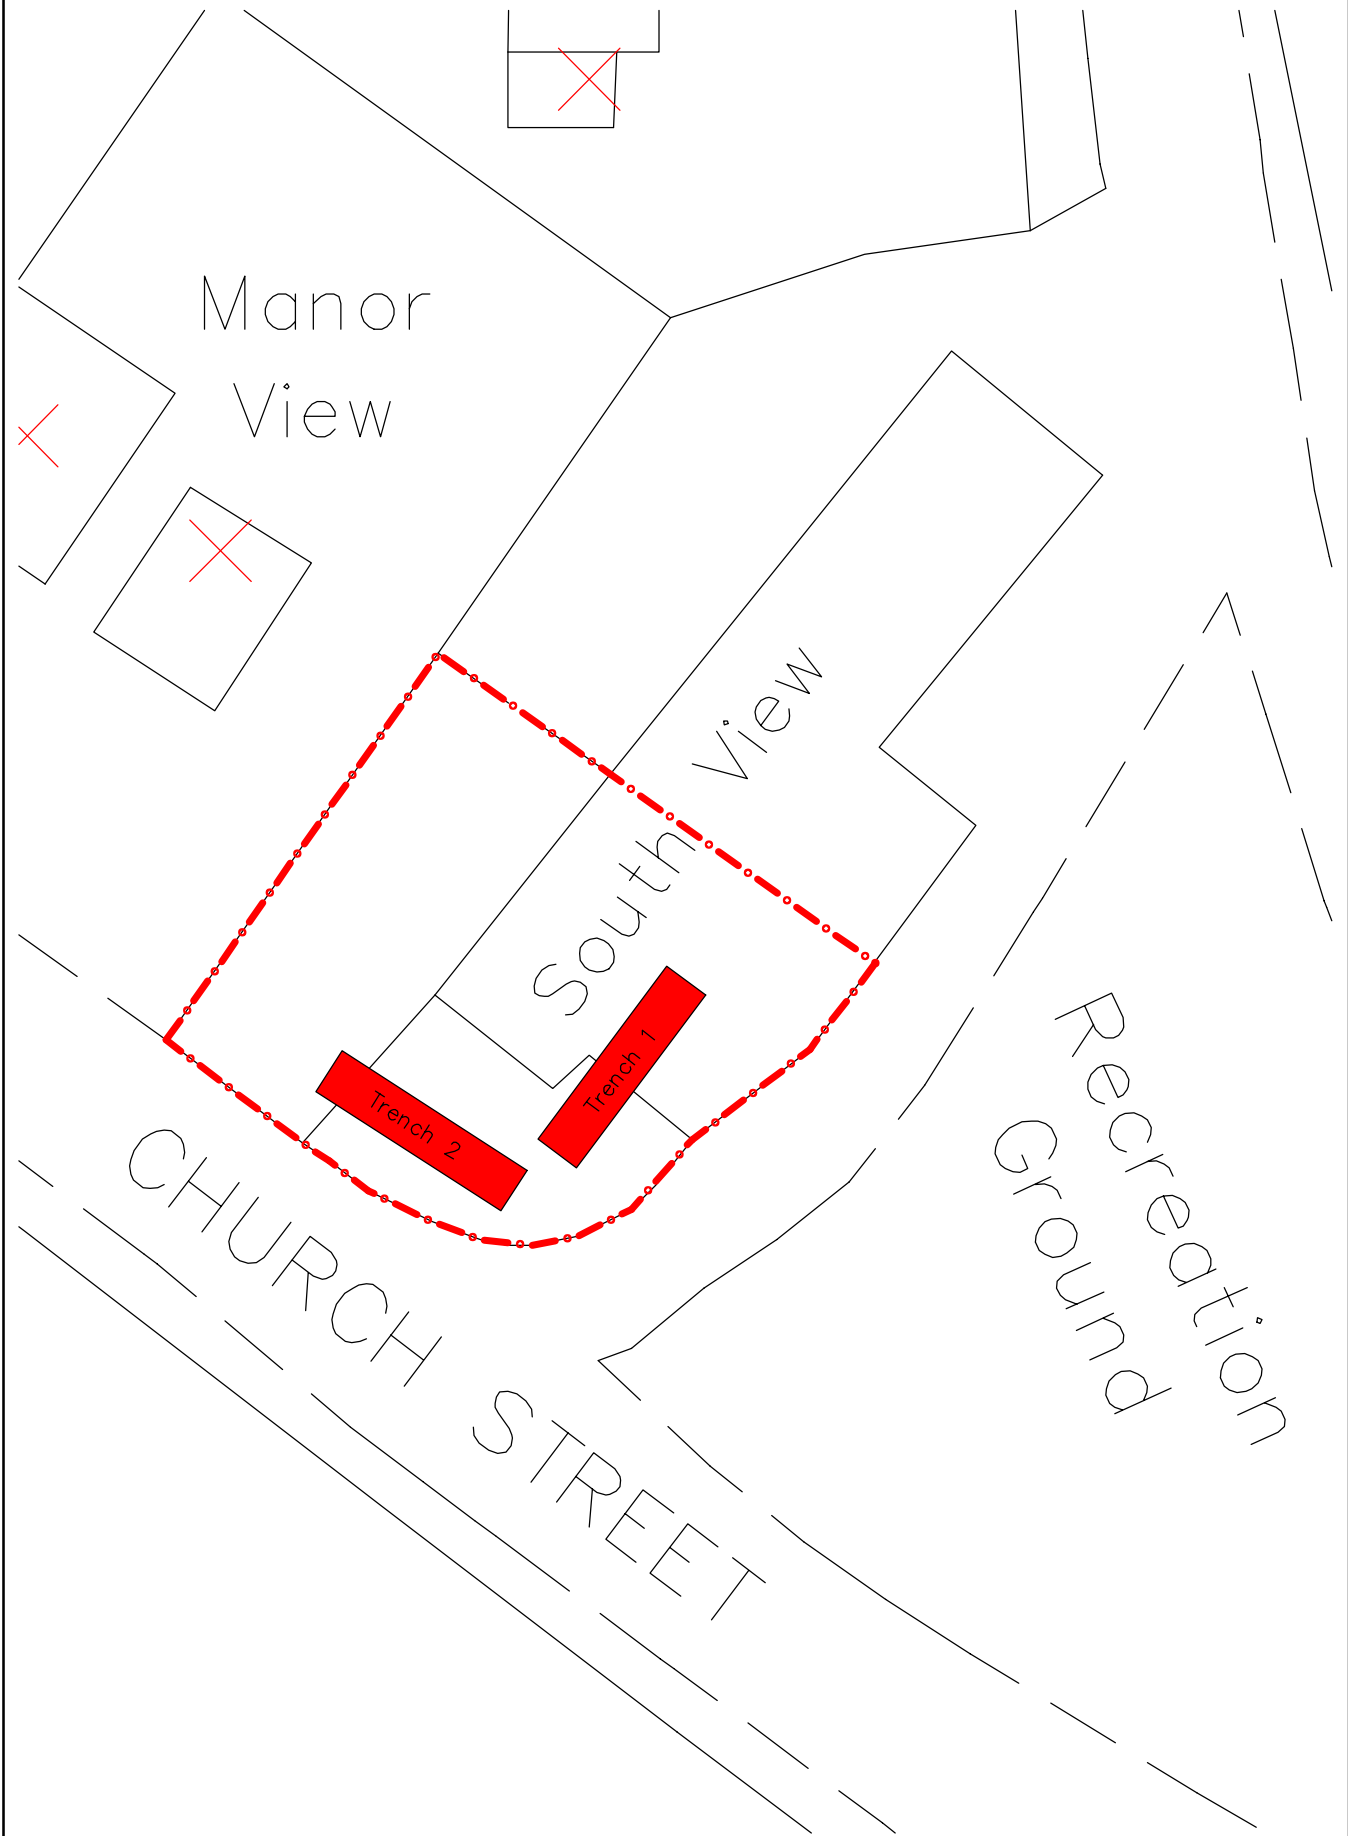 Manor
View
South View
Trench 1
Trench 2
CHURCH STREET
Recreation
Ground